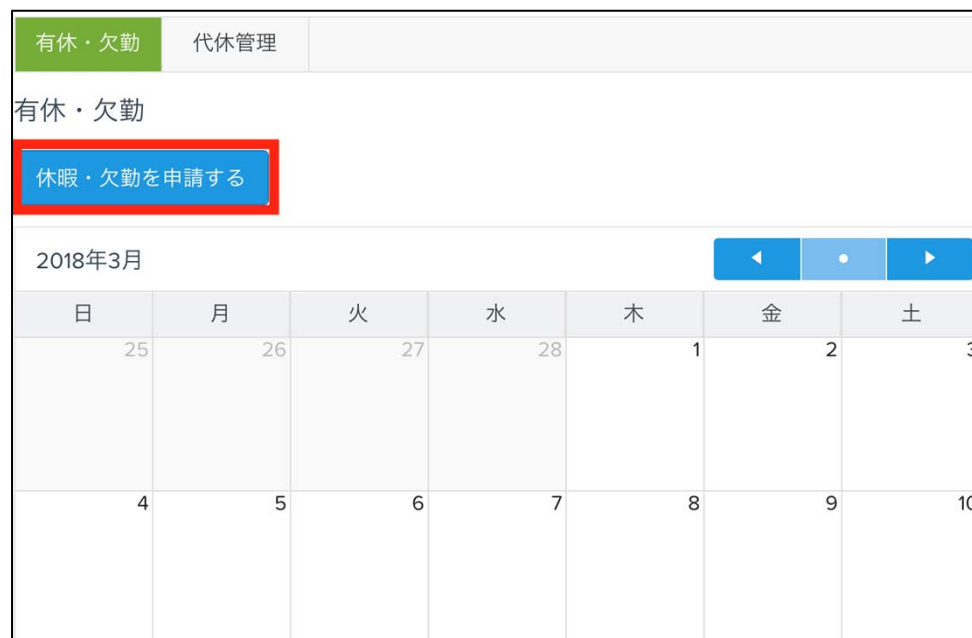 有休・欠勤 代休管理
有休・欠勤
休暇・欠勤を申請する
2018年3月
日 月 火 水 木 金 土
25 26 27 28 1 2 3
4 5 6 7 8 9 10